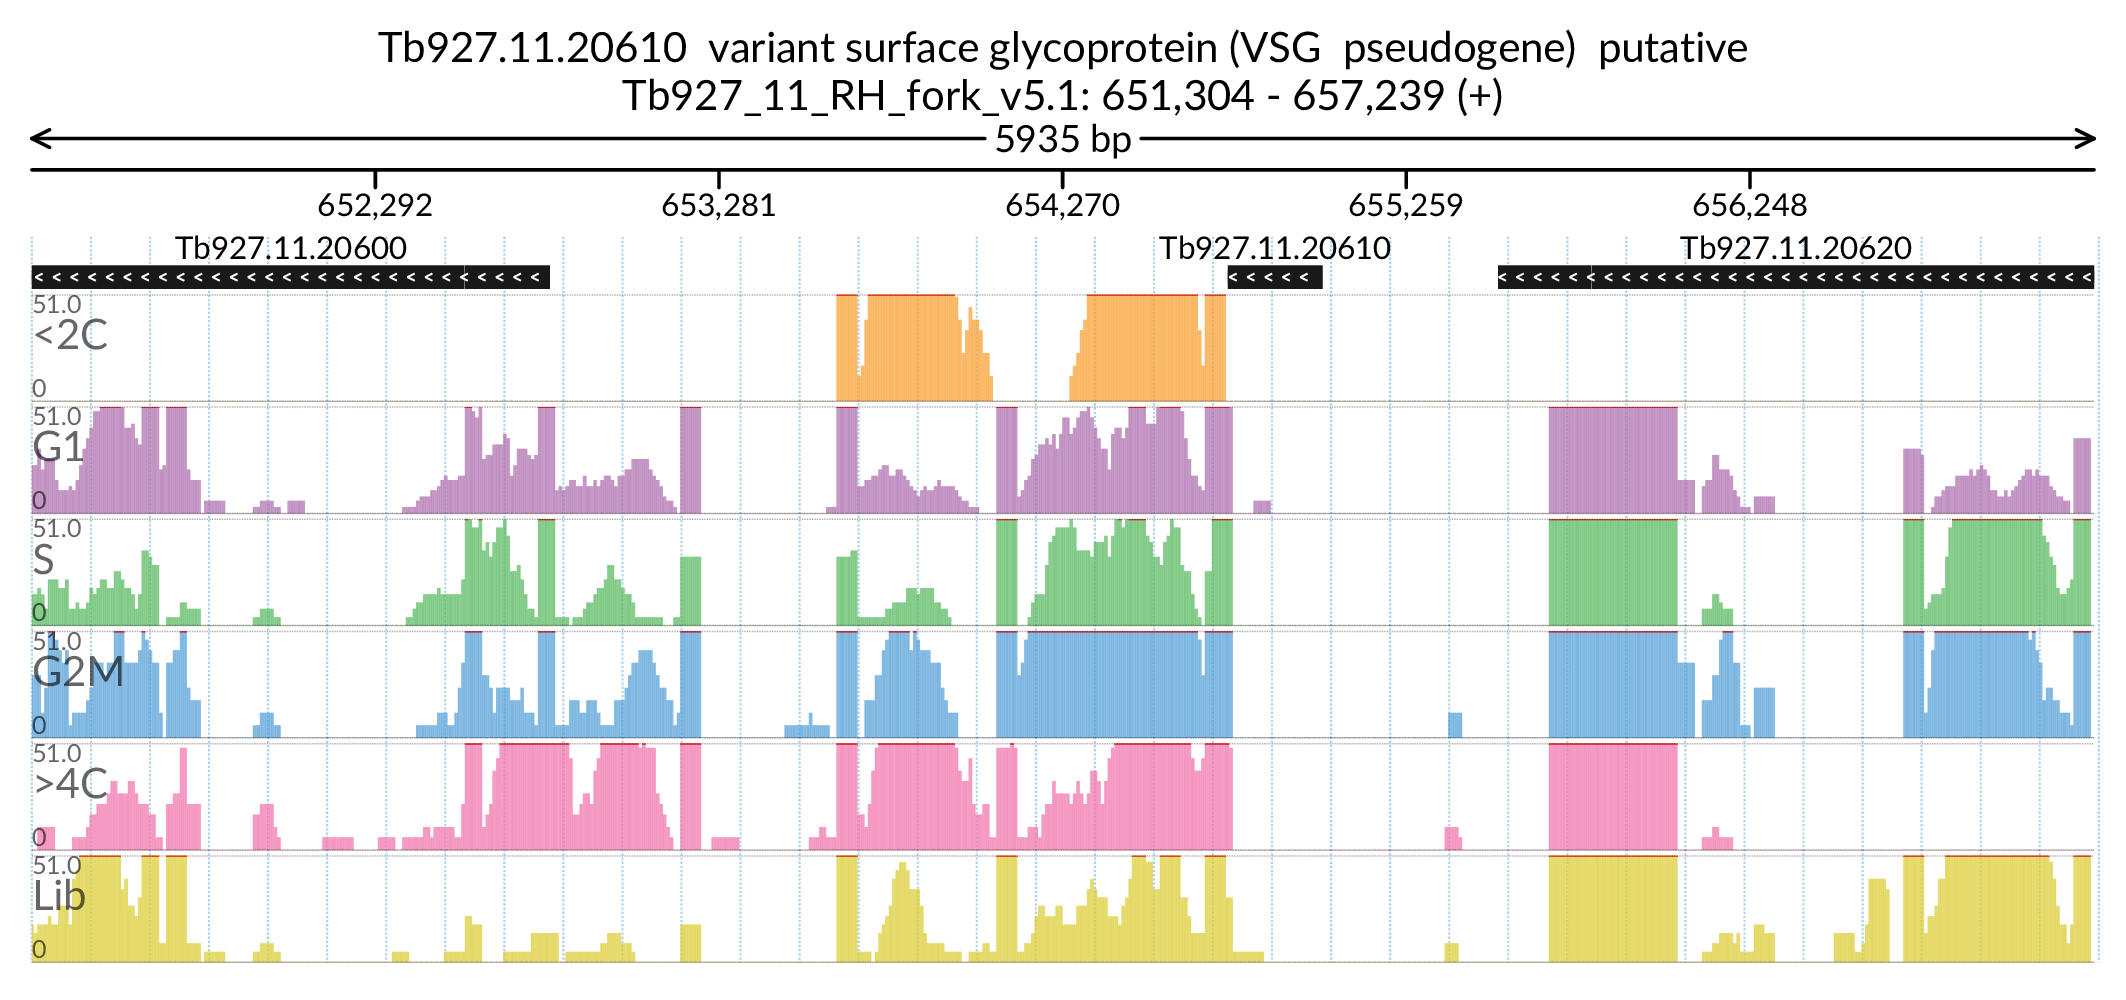 Tb927.11.20610  variant surface glycoprotein (VSG  pseudogene)  putative
Tb927_11_RH_fork_v5.1: 651,304 - 657,239 (+)
5935 bp
652,292 653,281 654,270 655,259 656,248
Tb927.11.20600 Tb927.11.20610 Tb927.11.20620
51.0
<2C
0
51.0
G1
0
51.0
S
0
51.0
G2M
0
51.0
>4C
0
51.0
Lib
0